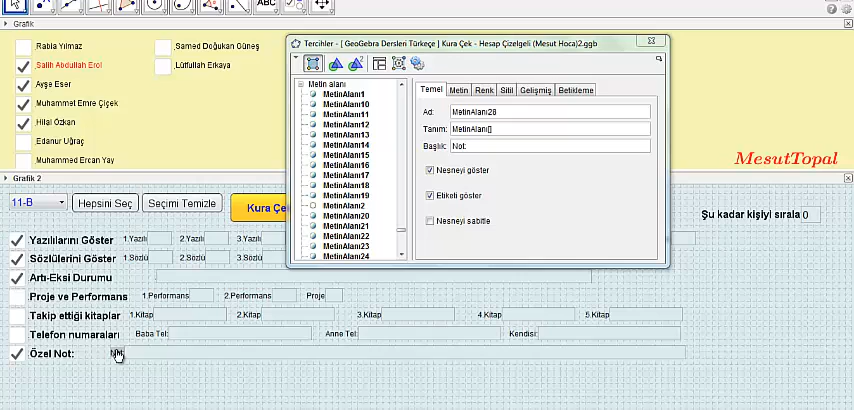 ABC
Grafik
Rabia Yılmaz
Samed Doğukan Güneş
Salih Abdullah Erol
Lütfullah Erkaya
Ayşe Eser
Muhammet Emre Çiçek
Hilal Özkan
Edanur Uğraç
Muhammed Ercan Yay
MesutTopal
Tercihler - [ GeoGebra Dersleri Türkçe ] Kura Çek - Hesap Çizelgeli (Mesut Hoca)2.ggb
Metin alanı
MetinAlanı1
MetinAlanı10
MetinAlanı11
MetinAlanı12
MetinAlanı13
MetinAlanı14
MetinAlanı15
MetinAlanı16
MetinAlanı17
MetinAlanı18
MetinAlanı19
MetinAlanı2
MetinAlanı20
MetinAlanı21
MetinAlanı22
MetinAlanı23
MetinAlanı24
Temel Metin Renk Stil Gelişmiş Betikleme
Ad: MetinAlanı28
Tanım: MetinAlanı[]
Başlık: Not:
Nesneyi göster
Etiketi göster
Nesneyi sabitle
Grafik 2
11-B Hepsini Seç Seçimi Temizle Kura Çe
Şu kadar kişiyi sırala 0
Yazılılarını Göster 1.Yazılı 2.Yazılı 3.Yazılı
Sözlülerini Göster 1.Sözlü 2.Sözlü 3.Sözlü
Artı-Eksi Durumu
Proje ve Performans 1.Performans 2.Performans Proje
Takip ettiği kitaplar 1.Kitap 2.Kitap 3.Kitap 4.Kitap 5.Kitap
Telefon numaraları Baba Tel: Anne Tel: Kendisi:
Özel Not: